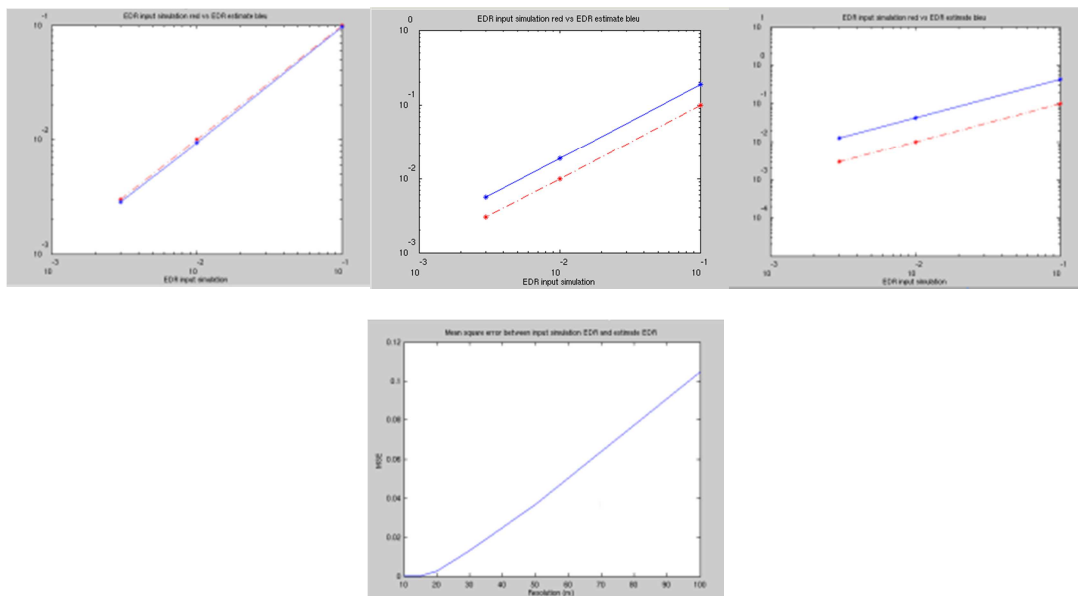 EDR input simulation red vs EDR estimate bleu
10 -1
10 -2
10 -3
10 -3
10 -2
10 -1
EDR input simulation
EDR input simulation red vs EDR estimate bleu
10 0
10 -1
10 -2
10 -3
10 -3
10 -2
10 -1
EDR input simulation
EDR input simulation red vs EDR estimate bleu
10 1
10 0
10 -1
10 -2
10 -3
10 -4
10 -3
10 -2
10 -1
EDR input simulation
Mean square error between input simulation EDR and estimate EDR
0.12
0.1
0.08
0.06
0.04
0.02
0
MSE
10 20 30 40 50 60 70 80 90 100
Resolution (m)